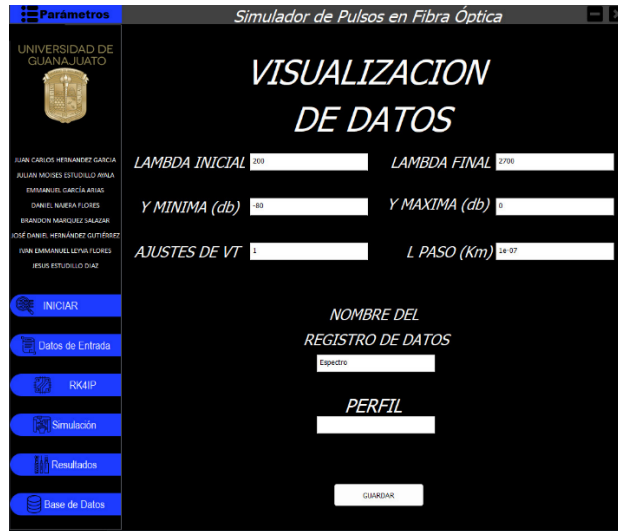 Parámetros
Simulador de Pulsos en Fibra Óptica
UNIVERSIDAD DE
GUANAJUATO
JUAN CARLOS HERNANDEZ GARCIA
JULIAN MOISES ESTUDILLO AYALA
EMMANUEL GARCÍA ARIAS
DANIEL NAJERA FLORES
BRANDON MARQUEZ SALAZAR
JOSÉ DANIEL HERNÁNDEZ GUTIÉRREZ
IVAN EMMANUEL LEYVA FLORES
JESUS ESTUDILLO DIAZ
INICIAR
Datos de Entrada
RK4IP
Simulación
Resultados
Base de Datos
VISUALIZACION
DE DATOS
LAMBDA INICIAL 200
LAMBDA FINAL 2700
Y MINIMA (db) -80
Y MAXIMA (db) 0
AJUSTES DE VT 1
L PASO (Km) 1e-07
NOMBRE DEL
REGISTRO DE DATOS
Espectro
PERFIL
GUARDAR